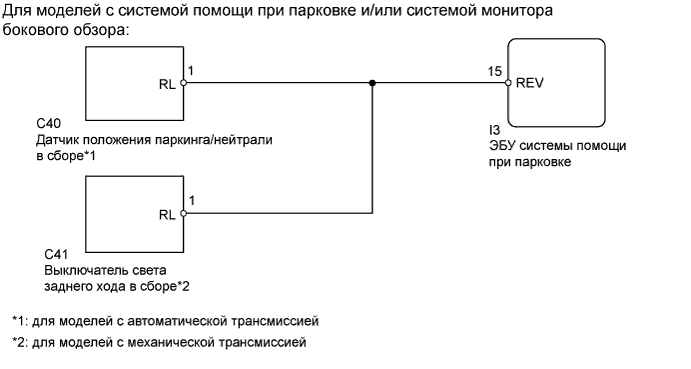 Для моделей с системой помощи при парковке и/или системой монитора
бокового обзора:
RL
1
15
REV
C40
Датчик положения паркинга/нейтрали
в сборе*1
I3
ЭБУ системы помощи
при парковке
RL
1
C41
Выключатель света
заднего хода в сборе*2
*1: для моделей с автоматической трансмиссией
*2: для моделей с механической трансмиссией